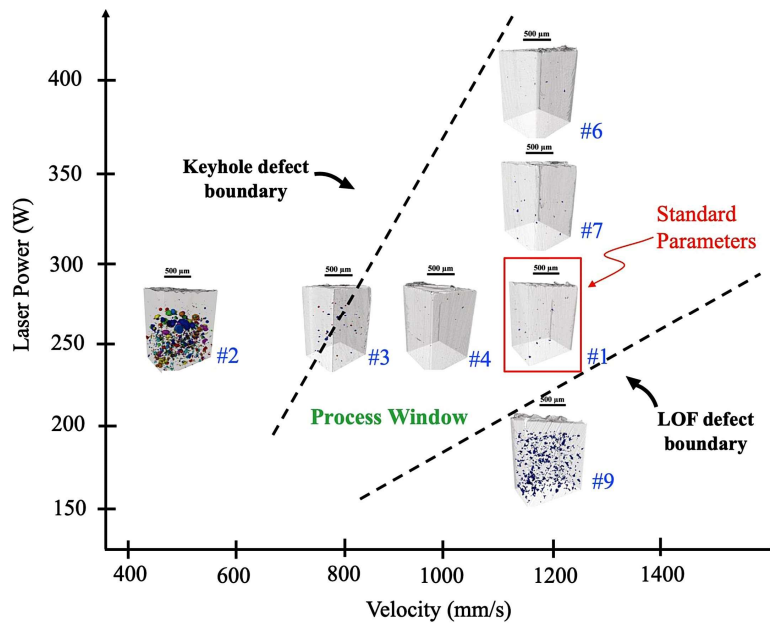 500 µm
400
#6
Keyhole defect
boundary
500 µm
350
#7
Standard
Parameters
Laser Power (W)
300
500 µm
500 µm
500 µm
500 µm
250
#2
#3
#4
#1
Process Window
LOF defect
boundary
200
500 µm
#9
150
400
600
800
1000
1200
1400
Velocity (mm/s)